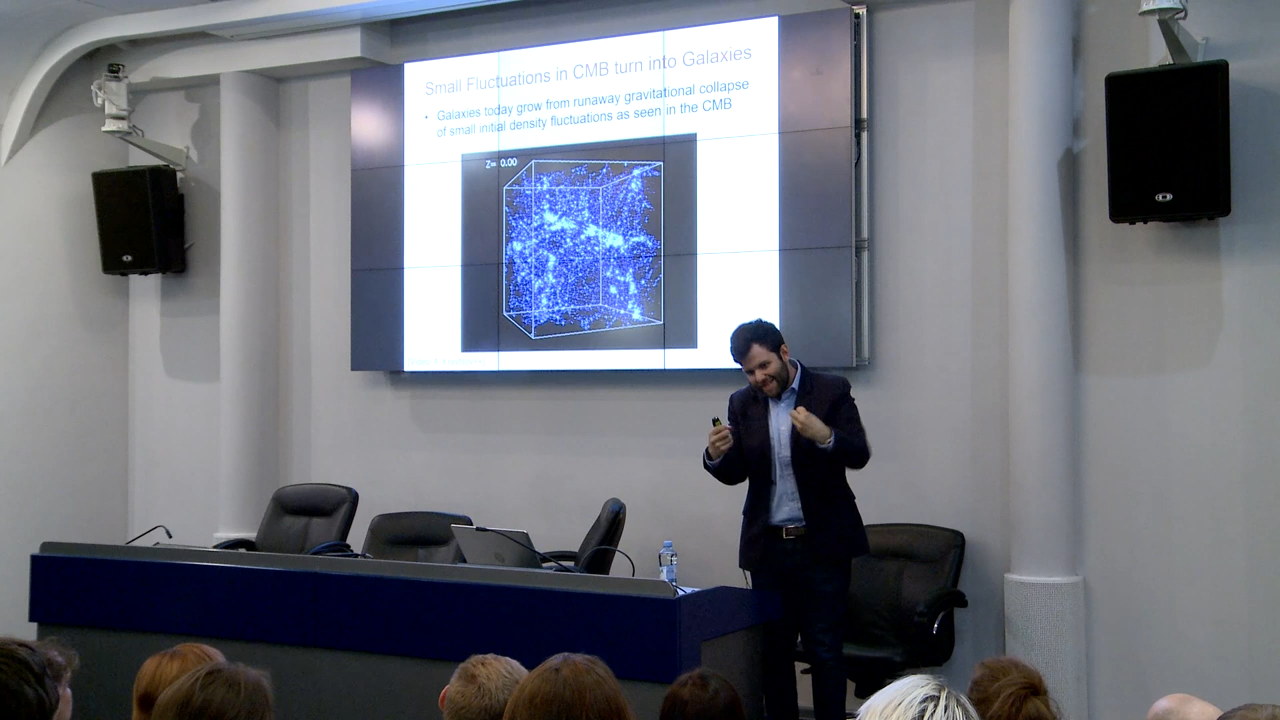 Small Fluctuations in CMB turn into Galaxies
• Galaxies today grow from runaway gravitational collapse
of small initial density fluctuations as seen in the CMB
Z= 0.00